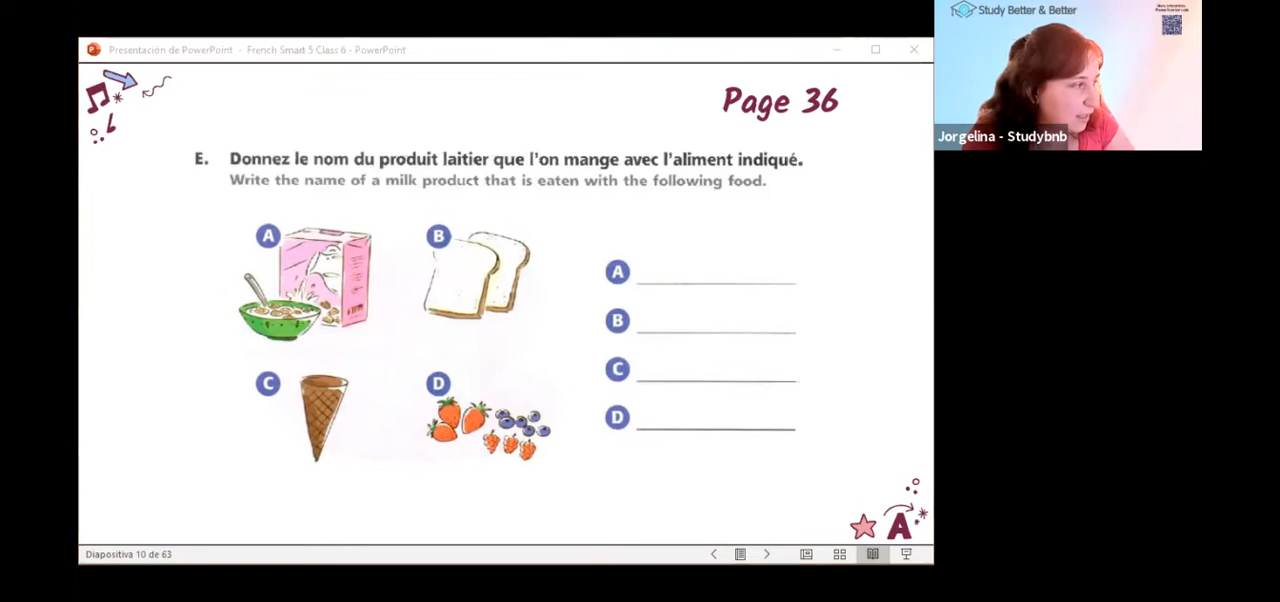 Study Better & Better
Presentación de PowerPoint - French Smart 5 Class 6 - PowerPoint
Page 36
Jorgelina - Studybnb
E. Donnez le nom du produit laitier que l'on mange avec l'aliment indiqué.
Write the name of a milk product that is eaten with the following food.
A
B
C
D
A
B
C
D
A
Diapositiva 10 de 63